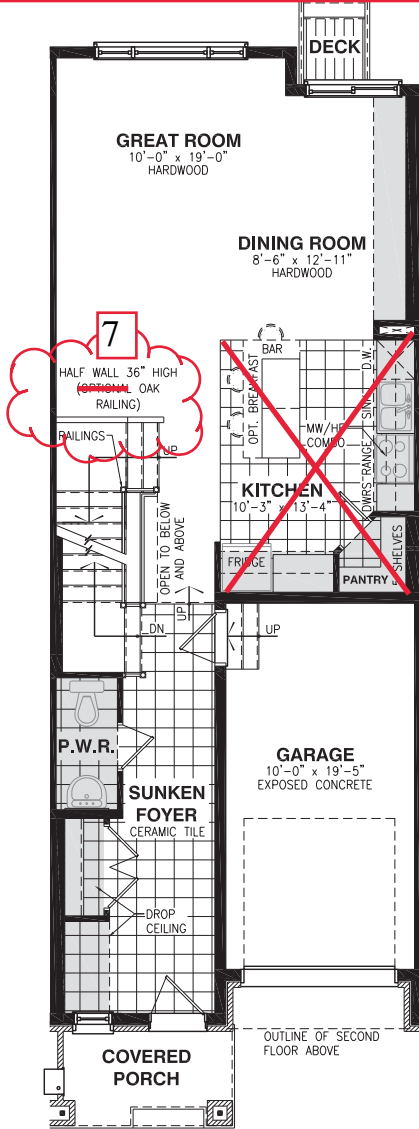 DECK
GREAT ROOM
10'-0" x 19'-0"
HARDWOOD
DINING ROOM
8'-6" x 12'-11"
HARDWOOD
7
HALF WALL 36" HIGH
(OPTIONAL OAK
RAILING)
RAILINGS
UP
BAR
OPT. BREAKFAST
D.W.
SINK
RANGE
DWRS
MW/HF
COMBO
KITCHEN
10'-3" x 13'-4"
FRIDGE
PANTRY
SHELVES
OPEN TO BELOW
AND ABOVE
UP
DN
UP
P.W.R.
SUNKEN
FOYER
CERAMIC TILE
GARAGE
10'-0" x 19'-5"
EXPOSED CONCRETE
DROP
CEILING
OUTLINE OF SECOND
FLOOR ABOVE
COVERED
PORCH